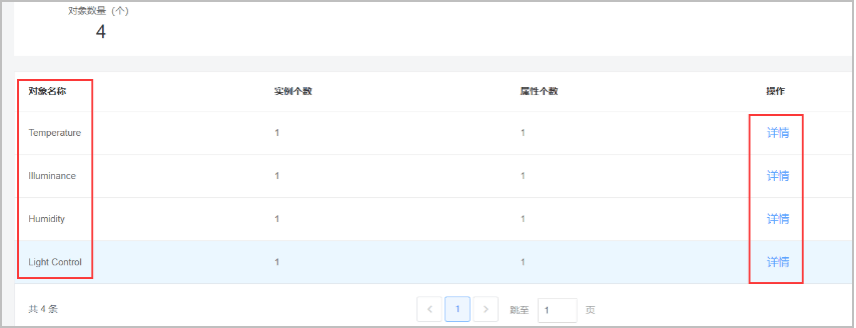 对象数量（个）
4
对象名称 实例个数 属性个数 操作
Temperature 1 1 详情
Illuminance 1 1 详情
Humidity 1 1 详情
Light Control 1 1 详情
共 4 条 < 1 > 跳至 1 页